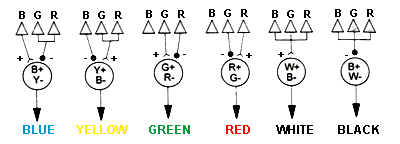 B G R B G R B G R B G R B G R B G R
+ - + - + - + - + -
B+ Y+ G+ R+ W+ B+
Y- B- R- G- B- W-
BLUE YELLOW GREEN RED WHITE BLACK